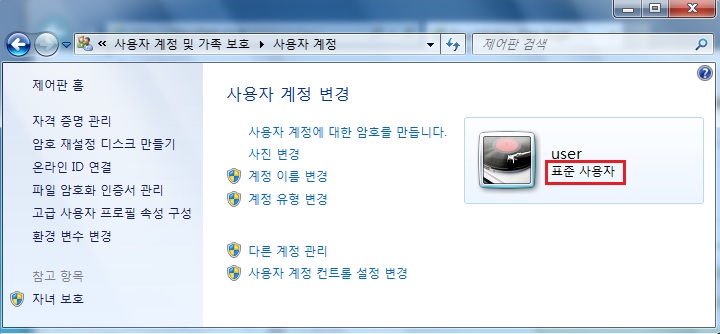 « 사용자 계정 및 가족 보호 ▸ 사용자 계정
제어판 검색
제어판 홈
자격 증명 관리
암호 재설정 디스크 만들기
온라인 ID 연결
파일 암호화 인증서 관리
고급 사용자 프로필 속성 구성
환경 변수 변경
참고 항목
자녀 보호
사용자 계정 변경
사용자 계정에 대한 암호를 만듭니다.
사진 변경
계정 이름 변경
계정 유형 변경
다른 계정 관리
사용자 계정 컨트롤 설정 변경
user
표준 사용자